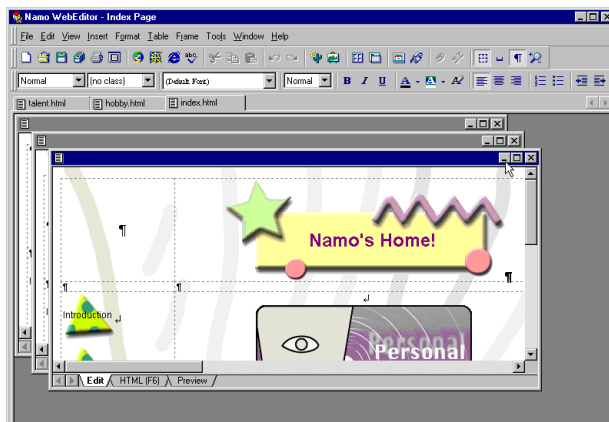 Namo WebEditor - Index Page
File Edit View Insert Format Table Frame Tools Window Help
Normal (no class) (Default Font) Normal B I U A A A
talent.html hobby.html index.html
Namo's Home!
Introduction
Personal
Personal
Edit HTML (F6) Preview